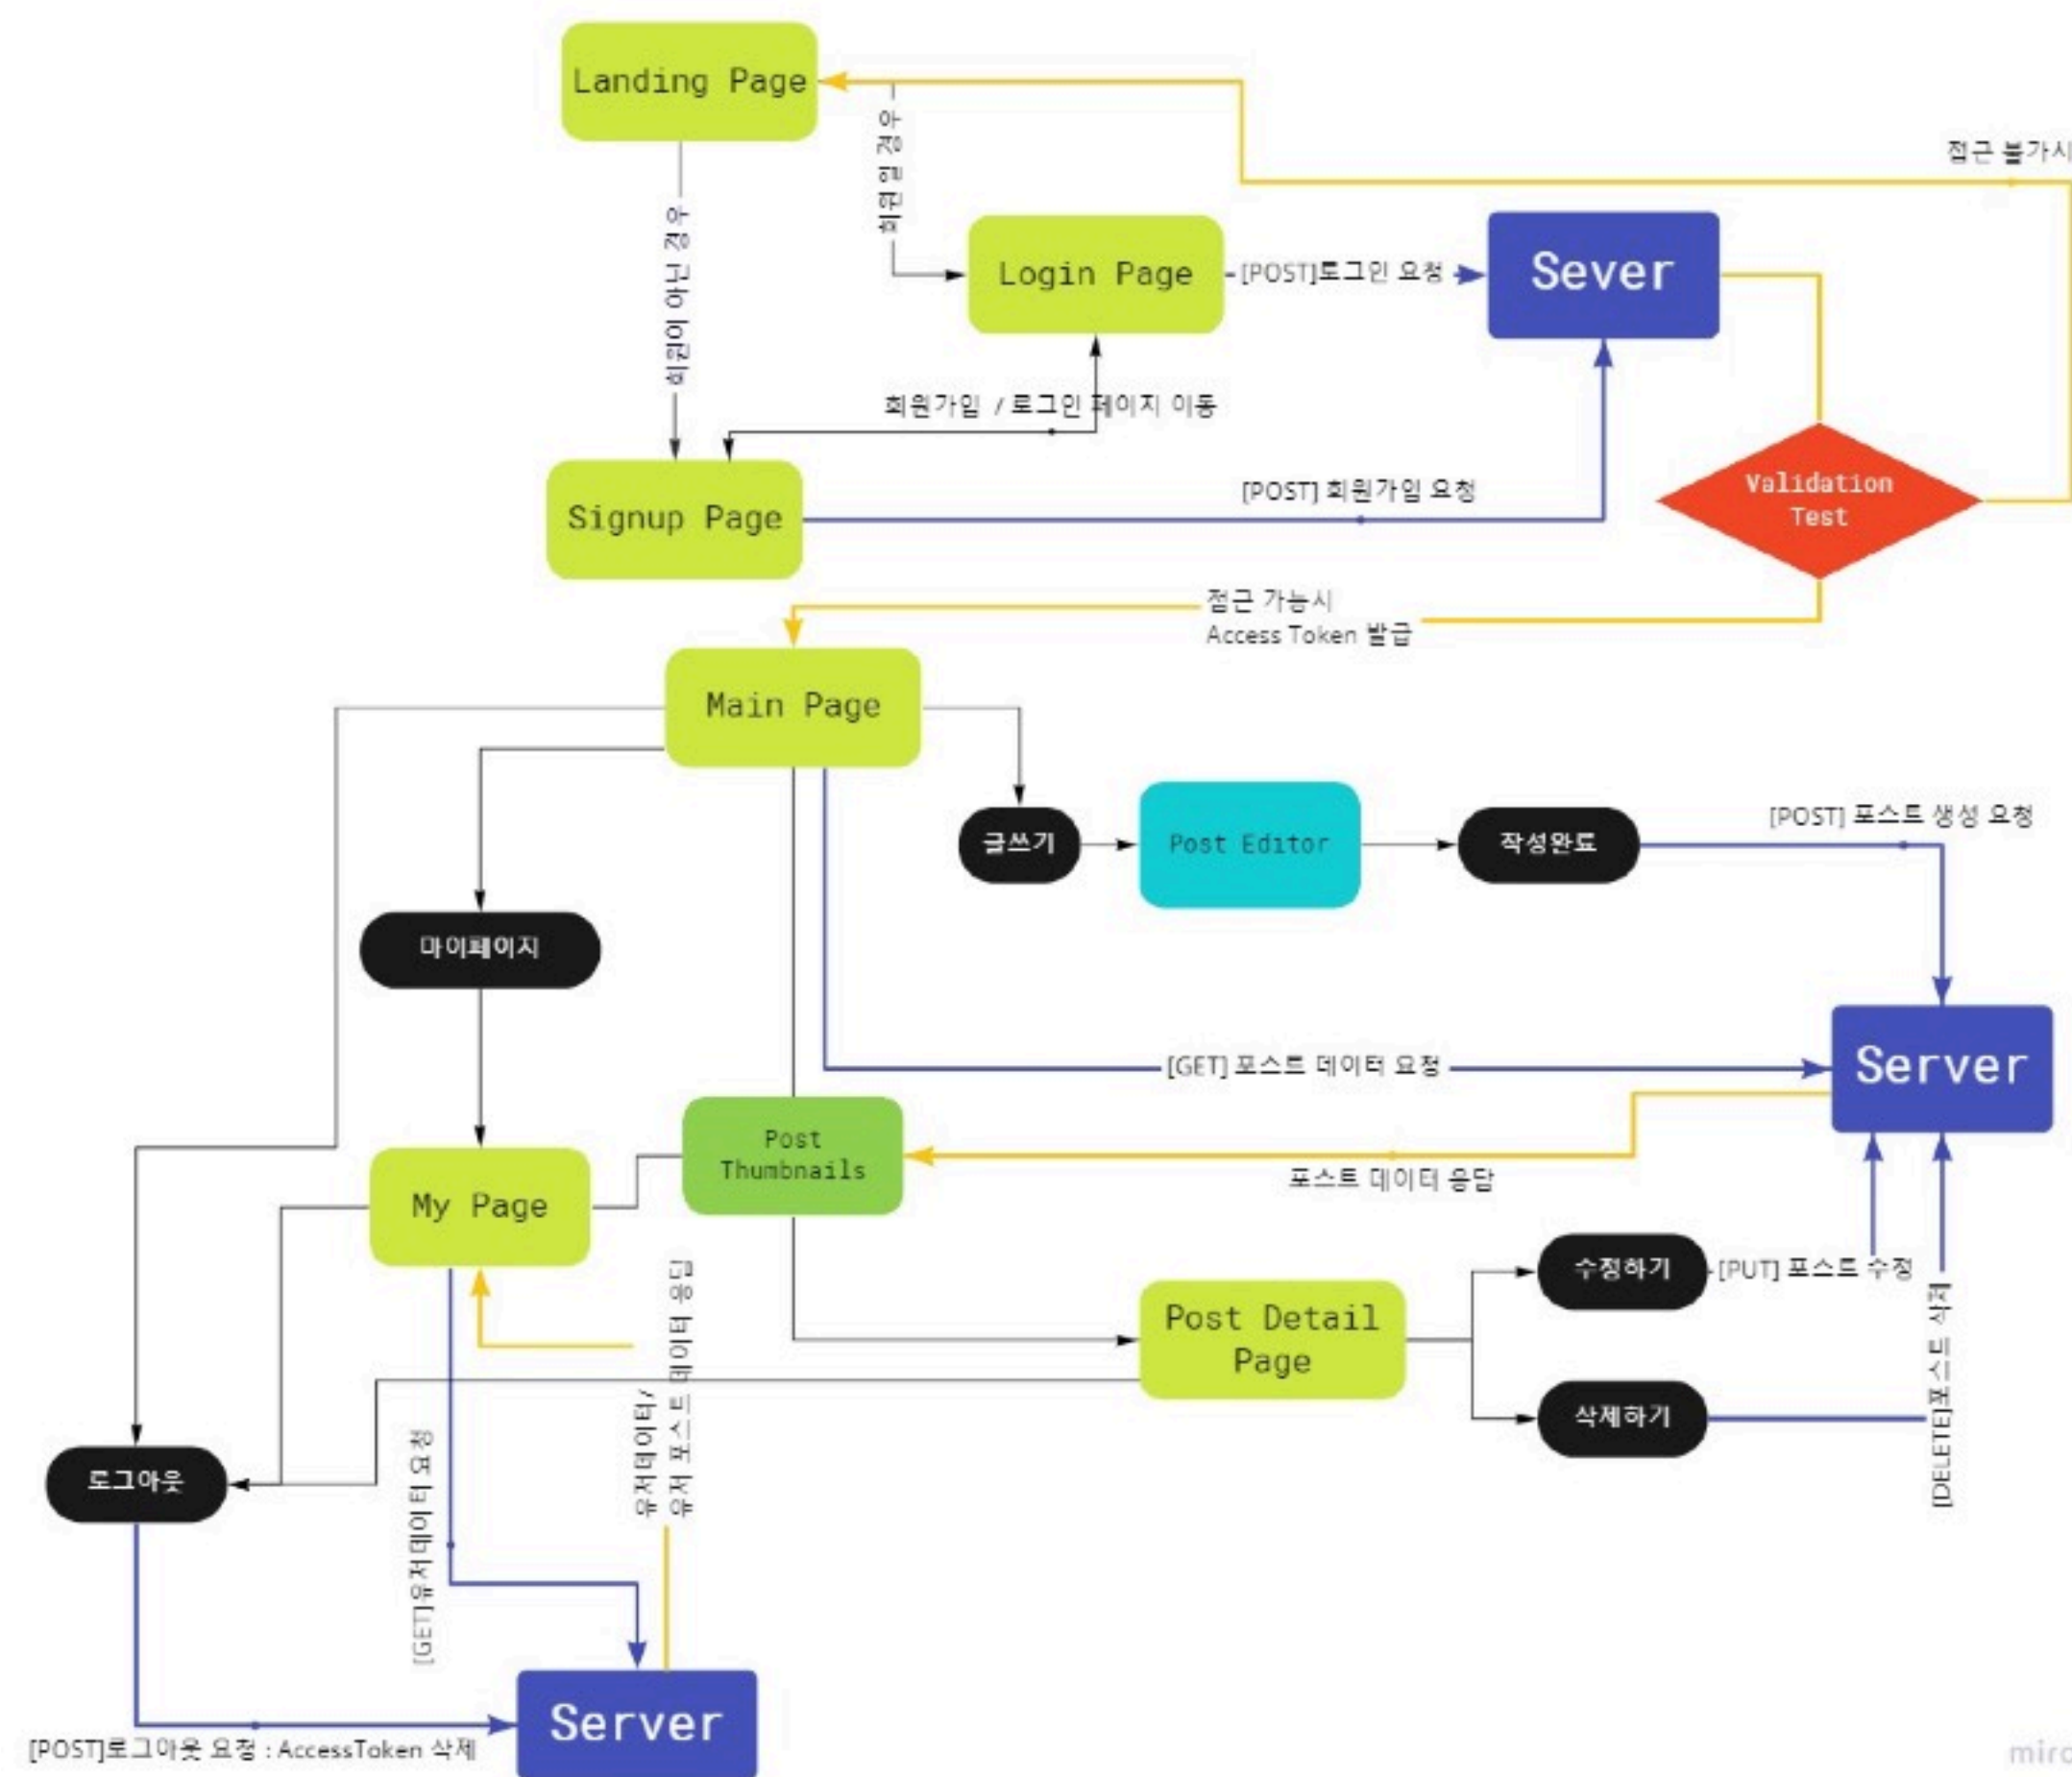 Landing Page
회원일 경우
접근 불가시
회원이 아닌 경우
Login Page
[POST]로그인 요청
Sever
회원가입 / 로그인 페이지 이동
Validation
Test
[POST] 회원가입 요청
Signup Page
접근 가능시
Access Token 발급
Main Page
글쓰기
Post Editor
작성완료
[POST] 포스트 생성 요청
마이페이지
[GET] 포스트 데이터 요청
Server
Post
Thumbnails
포스트 데이터 응답
My Page
수정하기
[PUT] 포스트 수정
Post Detail
Page
[DELETE]포스트 삭제
삭제하기
유저데이터/
유저 포스트 데이터 응답
로그아웃
[GET]유저데이터 요청
Server
[POST]로그아웃 요청 : AccessToken 삭제